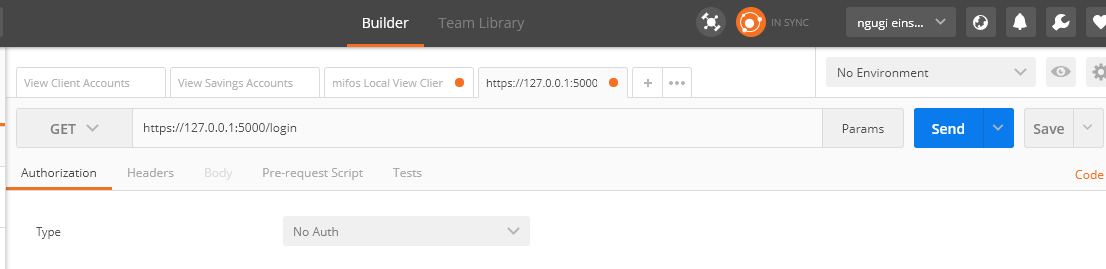 Builder Team Library IN SYNC ngugi eins...
View Client Accounts View Savings Accounts mifos Local View Clier https://127.0.0.1:5000 + ••• No Environment
GET https://127.0.0.1:5000/login Params Send Save
Authorization Headers Body Pre-request Script Tests Code
Type No Auth